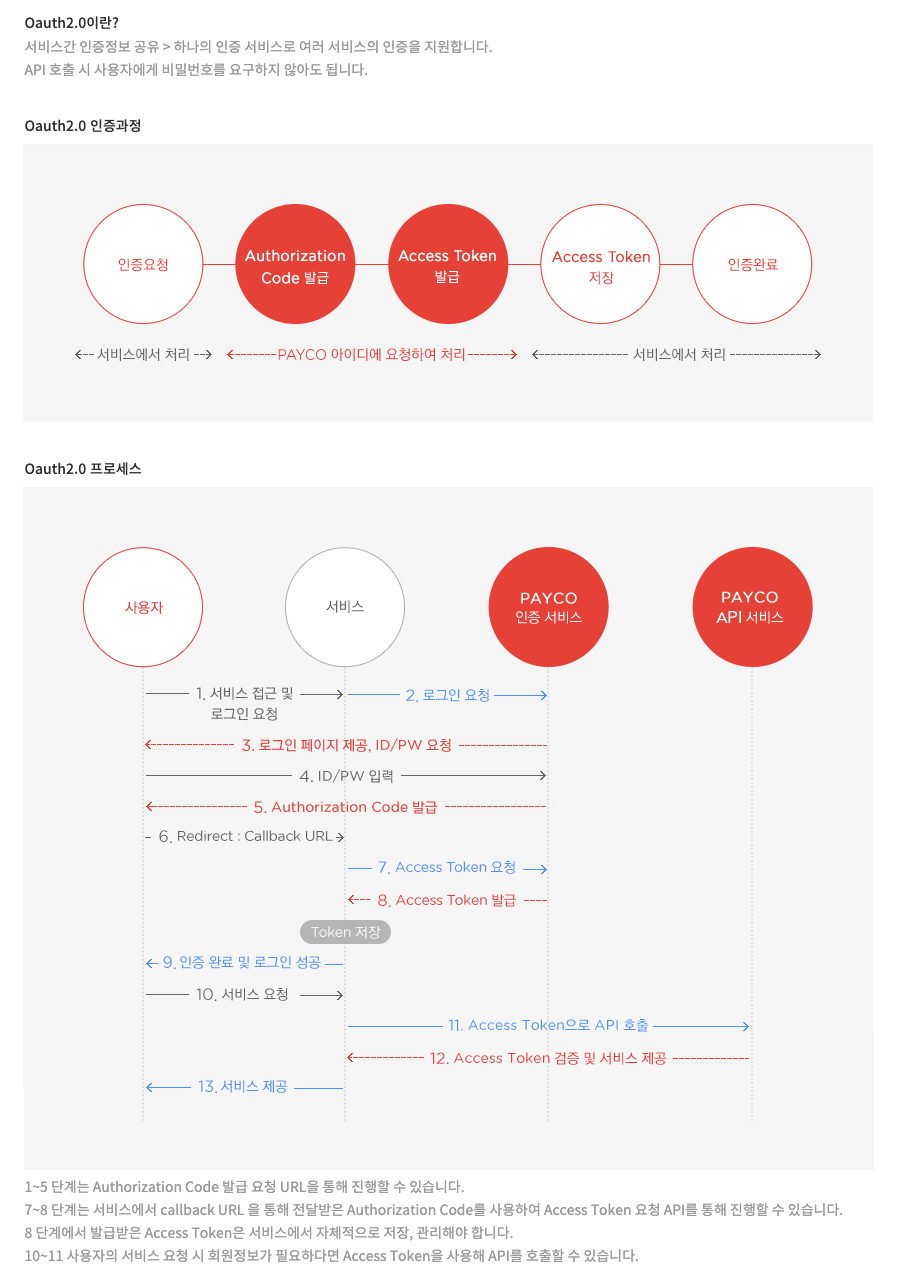 Oauth2.0이란?
서비스간 인증정보 공유 > 하나의 인증 서비스로 여러 서비스의 인증을 지원합니다.
API 호출 시 사용자에게 비밀번호를 요구하지 않아도 됩니다.
Oauth2.0 인증과정
인증요청
Authorization
Code 발급
Access Token
발급
Access Token
저장
인증완료
서비스에서 처리
PAYCO 아이디에 요청하여 처리
서비스에서 처리
Oauth2.0 프로세스
사용자
서비스
PAYCO
인증 서비스
PAYCO
API 서비스
1. 서비스 접근 및
로그인 요청
2. 로그인 요청
3. 로그인 페이지 제공, ID/PW 요청
4. ID/PW 입력
5. Authorization Code 발급
6. Redirect : Callback URL
7. Access Token 요청
8. Access Token 발급
Token 저장
9. 인증 완료 및 로그인 성공
10. 서비스 요청
11. Access Token으로 API 호출
12. Access Token 검증 및 서비스 제공
13. 서비스 제공
1~5 단계는 Authorization Code 발급 요청 URL을 통해 진행할 수 있습니다.
7~8 단계는 서비스에서 callback URL 을 통해 전달받은 Authorization Code를 사용하여 Access Token 요청 API를 통해 진행할 수 있습니다.
8 단계에서 발급받은 Access Token은 서비스에서 자체적으로 저장, 관리해야 합니다.
10~11 사용자의 서비스 요청 시 회원정보가 필요하다면 Access Token을 사용해 API를 호출할 수 있습니다.